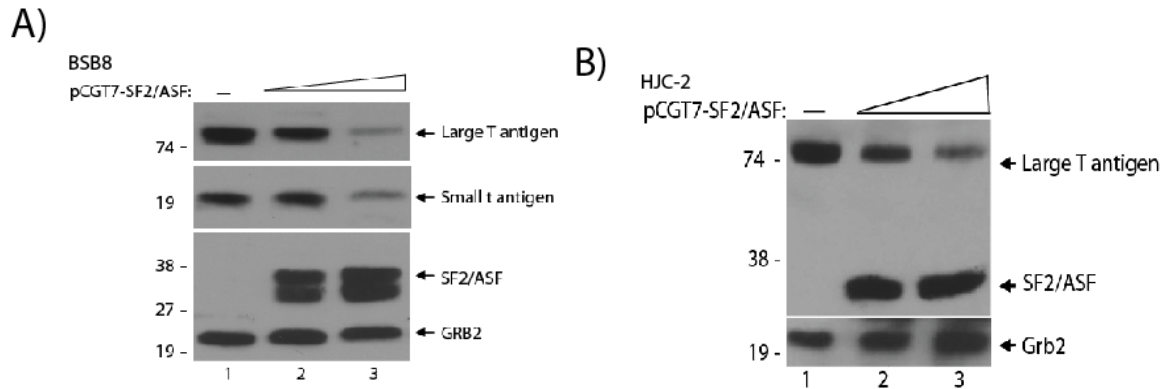 A)
BSB8
pCGT7-SF2/ASF: –
Large T antigen
74 -
19
Small t antigen
38 -
SF2/ASF
27 -
GRB2
19 -
1 2 3
B)
HJC-2
pCGT7-SF2/ASF: –
74 -
Large T antigen
38 -
SF2/ASF
Grb2
19 -
1 2 3